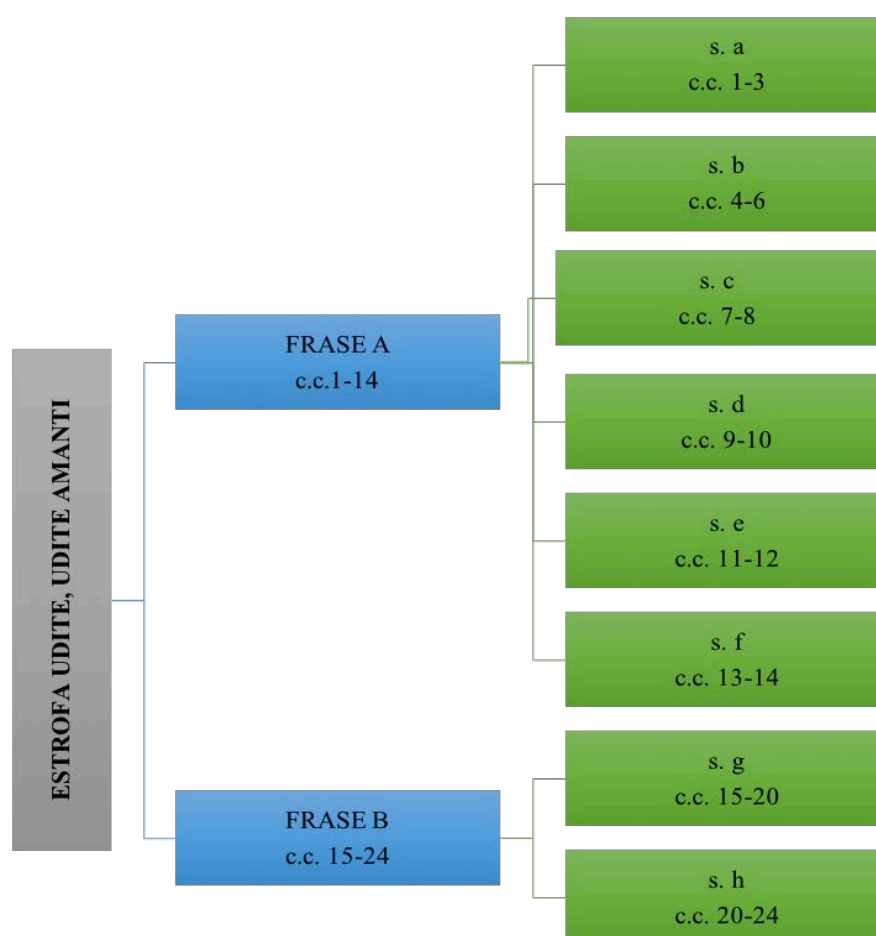 ESTROFA UDITE, UDITE AMANTI
FRASE A
c.c.1-14
s. a
c.c. 1-3
s. b
c.c. 4-6
s. c
c.c. 7-8
s. d
c.c. 9-10
s. e
c.c. 11-12
s. f
c.c. 13-14
FRASE B
c.c. 15-24
s. g
c.c. 15-20
s. h
c.c. 20-24